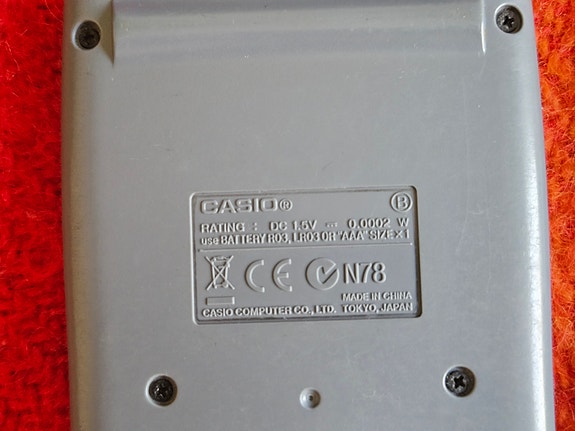 CASIO® Ⓑ
RATING : DC 1.5V ⎓ 0.0002 W
use BATTERY R03, LR03 OR "AAA" SIZE×1
CE N78
MADE IN CHINA
CASIO COMPUTER CO., LTD. TOKYO, JAPAN